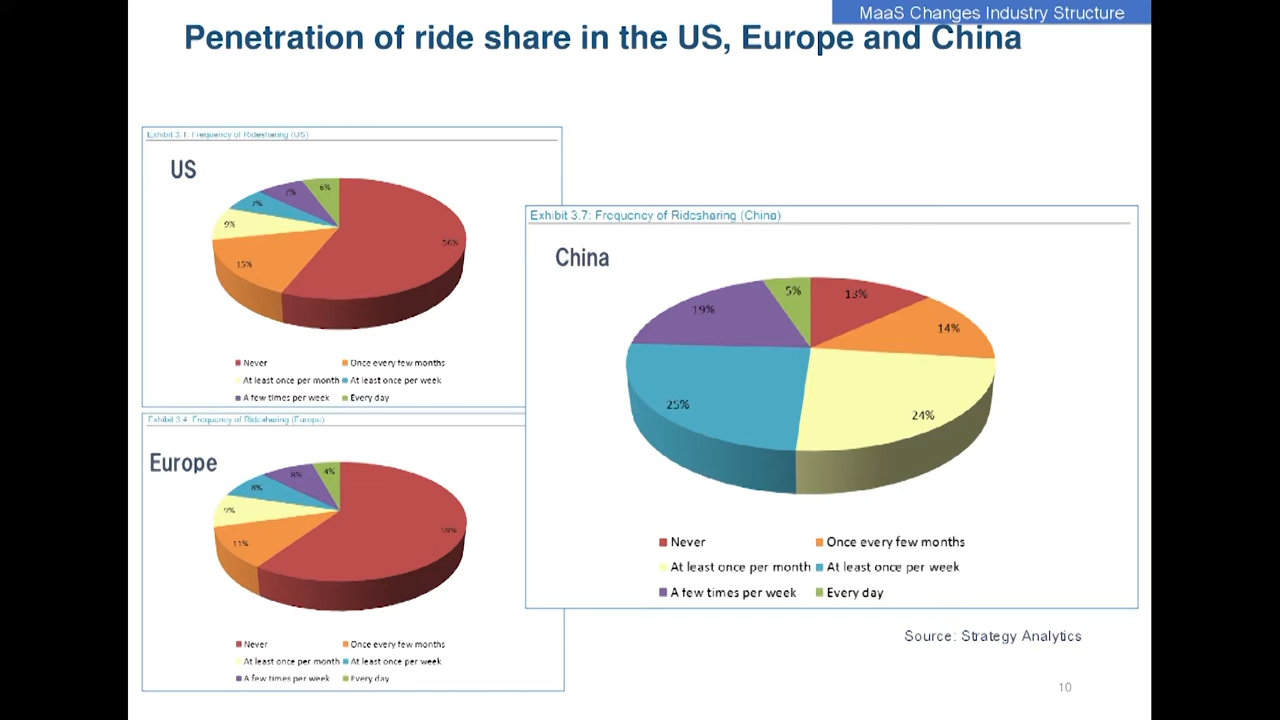 MaaS Changes Industry Structure
Penetration of ride share in the US, Europe and China
Exhibit 3.1: Frequency of Ridesharing (US)
US
6%
7%
7%
9%
15%
56%
Never Once every few months
At least once per month At least once per week
A few times per week Every day
Exhibit 3.4: Frequency of Ridesharing (Europe)
Europe
4%
8%
8%
9%
11%
Never Once every few months
At least once per month At least once per week
A few times per week Every day
Exhibit 3.7: Frequency of Ridesharing (China)
China
5%
13%
19%
14%
25%
24%
Never Once every few months
At least once per month At least once per week
A few times per week Every day
Source: Strategy Analytics
10